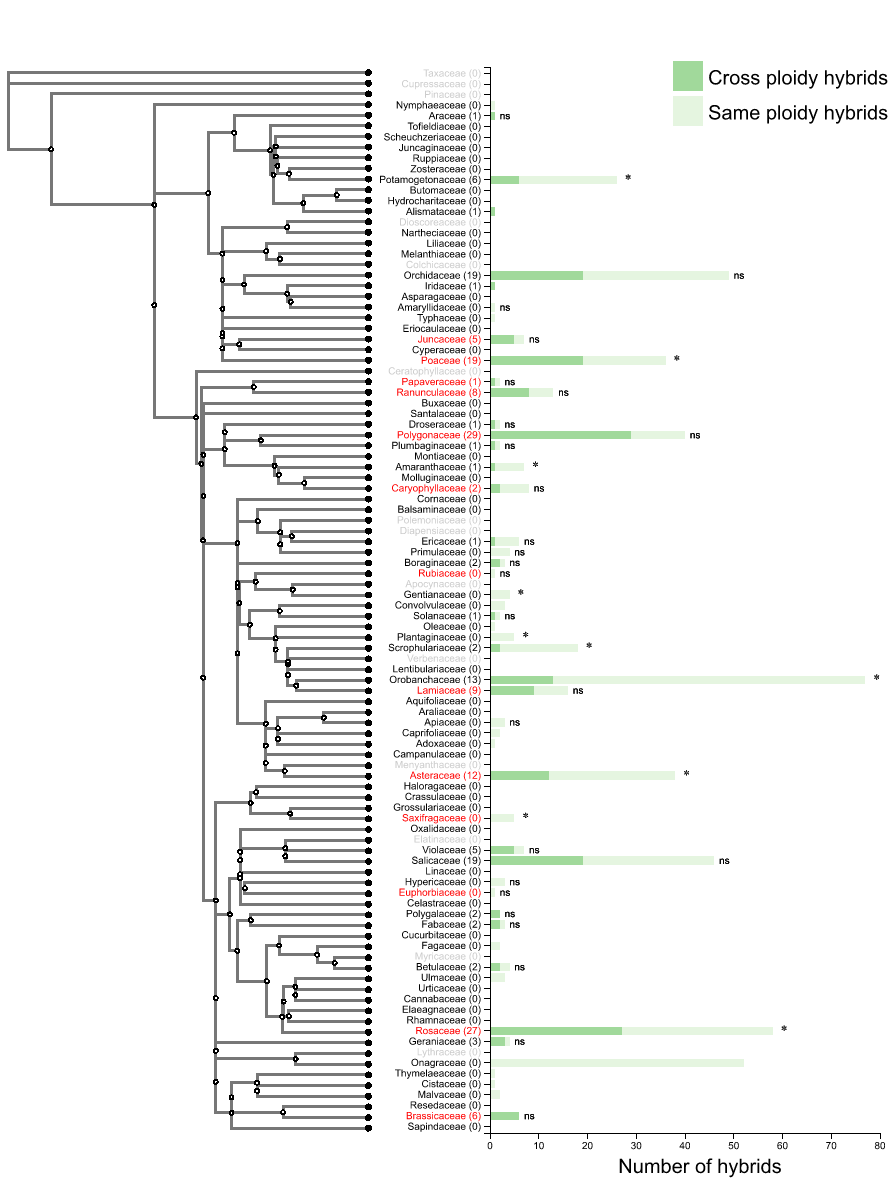 Cross ploidy hybrids
Same ploidy hybrids
Taxaceae (0)
Cupressaceae (0)
Pinaceae (0)
Nymphaeaceae (0)
Araceae (1) ns
Tofieldiaceae (0)
Scheuchzeriaceae (0)
Juncaginaceae (0)
Ruppiaceae (0)
Zosteraceae (0)
Potamogetonaceae (6) *
Butomaceae (0)
Hydrocharitaceae (0)
Alismataceae (1)
Dioscoreaceae (0)
Nartheciaceae (0)
Liliaceae (0)
Melanthiaceae (0)
Colchicaceae (0)
Orchidaceae (19) ns
Iridaceae (1)
Asparagaceae (0)
Amaryllidaceae (0) ns
Typhaceae (0)
Eriocaulaceae (0)
Juncaceae (5) ns
Cyperaceae (0)
Poaceae (19) *
Ceratophyllaceae (0)
Papaveraceae (1) ns
Ranunculaceae (8) ns
Buxaceae (0)
Santalaceae (0)
Droseraceae (1) ns
Polygonaceae (29) ns
Plumbaginaceae (1) ns
Montiaceae (0)
Amaranthaceae (1) *
Molluginaceae (0)
Caryophyllaceae (2) ns
Cornaceae (0)
Balsaminaceae (0)
Polemoniaceae (0)
Diapensiaceae (0)
Ericaceae (1) ns
Primulaceae (0) ns
Boraginaceae (2) ns
Rubiaceae (0) ns
Apocynaceae (0)
Gentianaceae (0) *
Convolvulaceae (0)
Solanaceae (1) ns
Oleaceae (0)
Plantaginaceae (0) *
Scrophulariaceae (2) *
Verbenaceae (0)
Lentibulariaceae (0)
Orobanchaceae (13) *
Lamiaceae (9) ns
Aquifoliaceae (0)
Araliaceae (0)
Apiaceae (0) ns
Caprifoliaceae (0)
Adoxaceae (0)
Campanulaceae (0)
Menyanthaceae (0)
Asteraceae (12) *
Haloragaceae (0)
Crassulaceae (0)
Grossulariaceae (0)
Saxifragaceae (0) *
Oxalidaceae (0)
Elatinaceae (0)
Violaceae (5) ns
Salicaceae (19) ns
Linaceae (0)
Hypericaceae (0) ns
Euphorbiaceae (0) ns
Celastraceae (0)
Polygalaceae (2) ns
Fabaceae (2) ns
Cucurbitaceae (0)
Fagaceae (0)
Myricaceae (0)
Betulaceae (2) ns
Ulmaceae (0)
Urticaceae (0)
Cannabaceae (0)
Elaeagnaceae (0)
Rhamnaceae (0)
Rosaceae (27) *
Geraniaceae (3) ns
Lythraceae (0)
Onagraceae (0)
Thymelaeaceae (0)
Cistaceae (0)
Malvaceae (0)
Resedaceae (0)
Brassicaceae (6) ns
Sapindaceae (0)
0 10 20 30 40 50 60 70 80
Number of hybrids